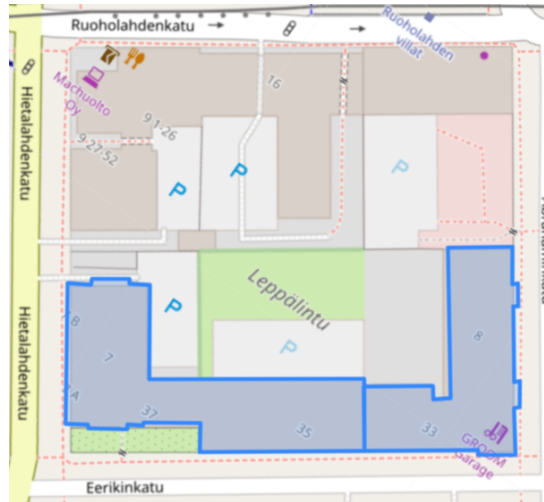 Ruoholahdenkatu
Ruoholahden
villat
Machuolto
Oy
16
9 1-26
9 27-52
Hietalahdenkatu
P
P
P
Leppälintu
P
P
Hietalahdenkatu
7
8
37
35
33
GROOM
Garage
Eerikinkatu